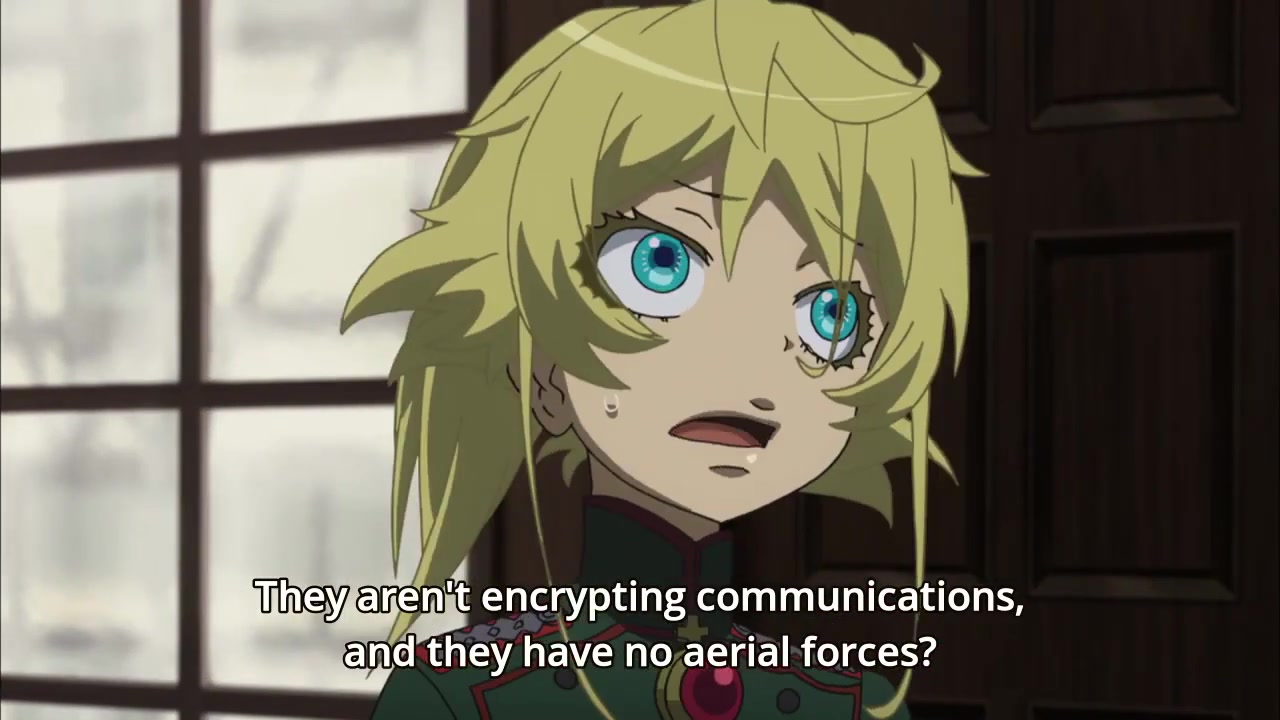 They aren't encrypting communications,
and they have no aerial forces?